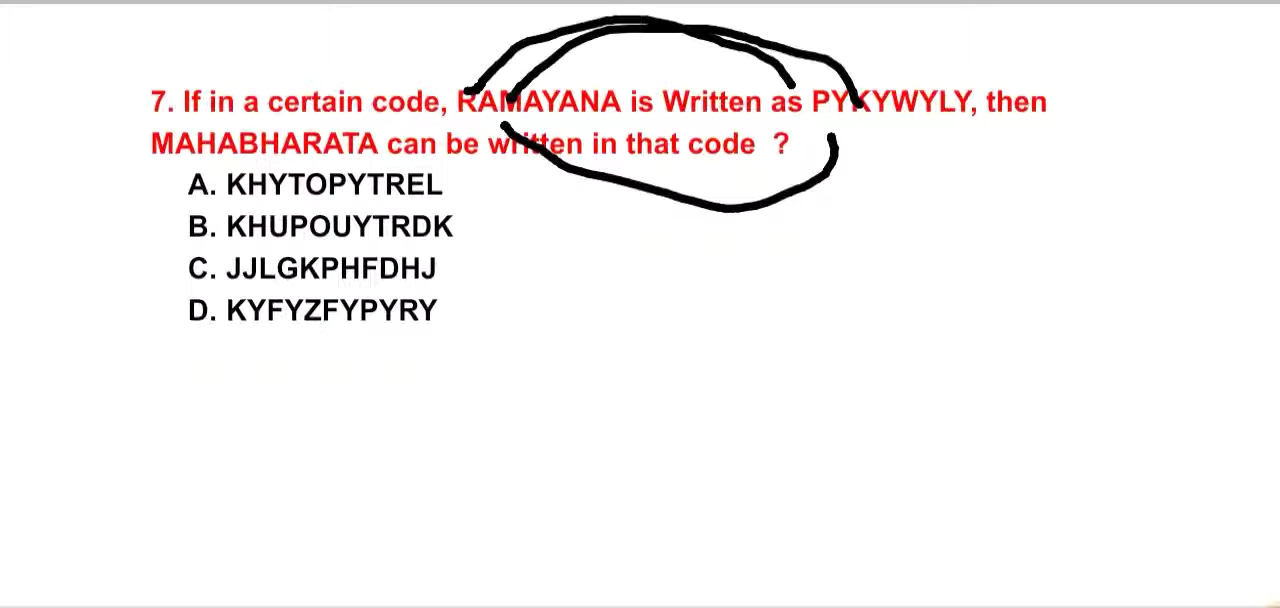 7. If in a certain code, RAMAYANA is Written as PYKYWYLY, then
MAHABHARATA can be written in that code ?
A. KHYTOPYTREL
B. KHUPOUYTRDK
C. JJLGKPHFDHJ
D. KYFYZFYPYRY